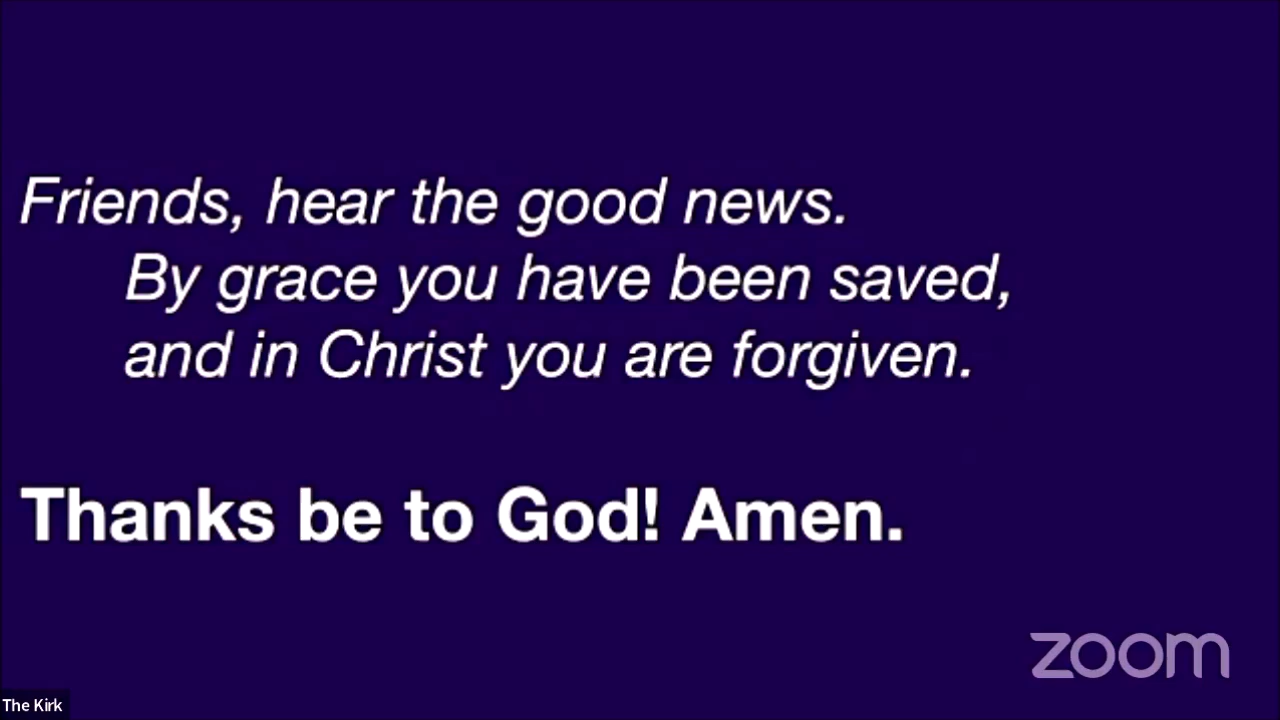 Friends, hear the good news.
By grace you have been saved,
and in Christ you are forgiven.
Thanks be to God! Amen.
zoom
The Kirk